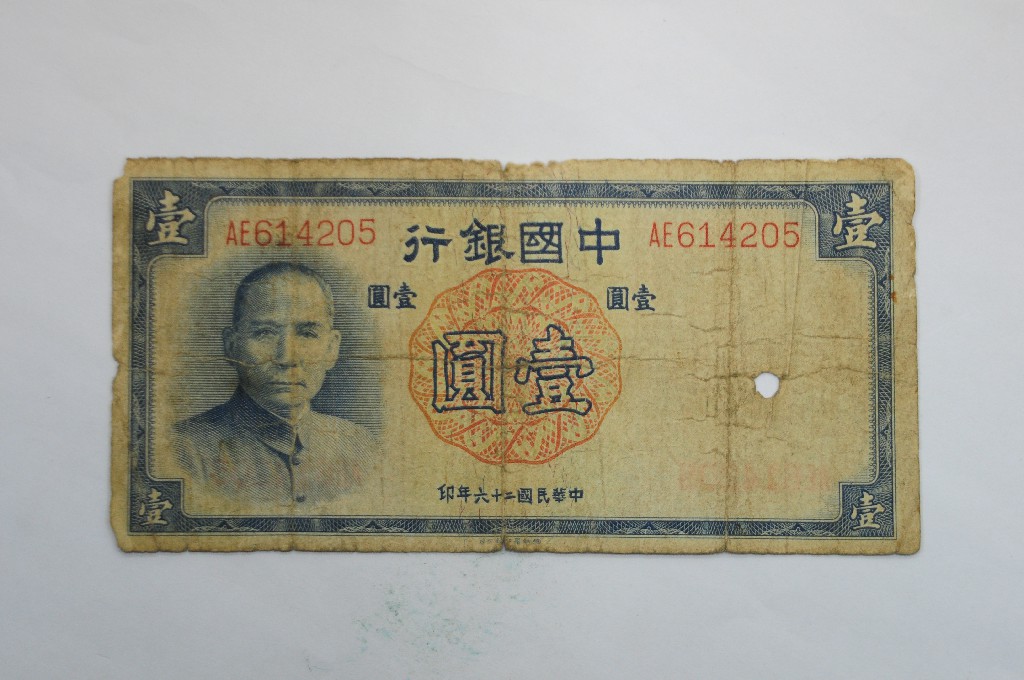 壹 壹
AE614205 中國銀行 AE614205
壹圓 壹圓
壹圓
中華民國二十六年印
壹 壹